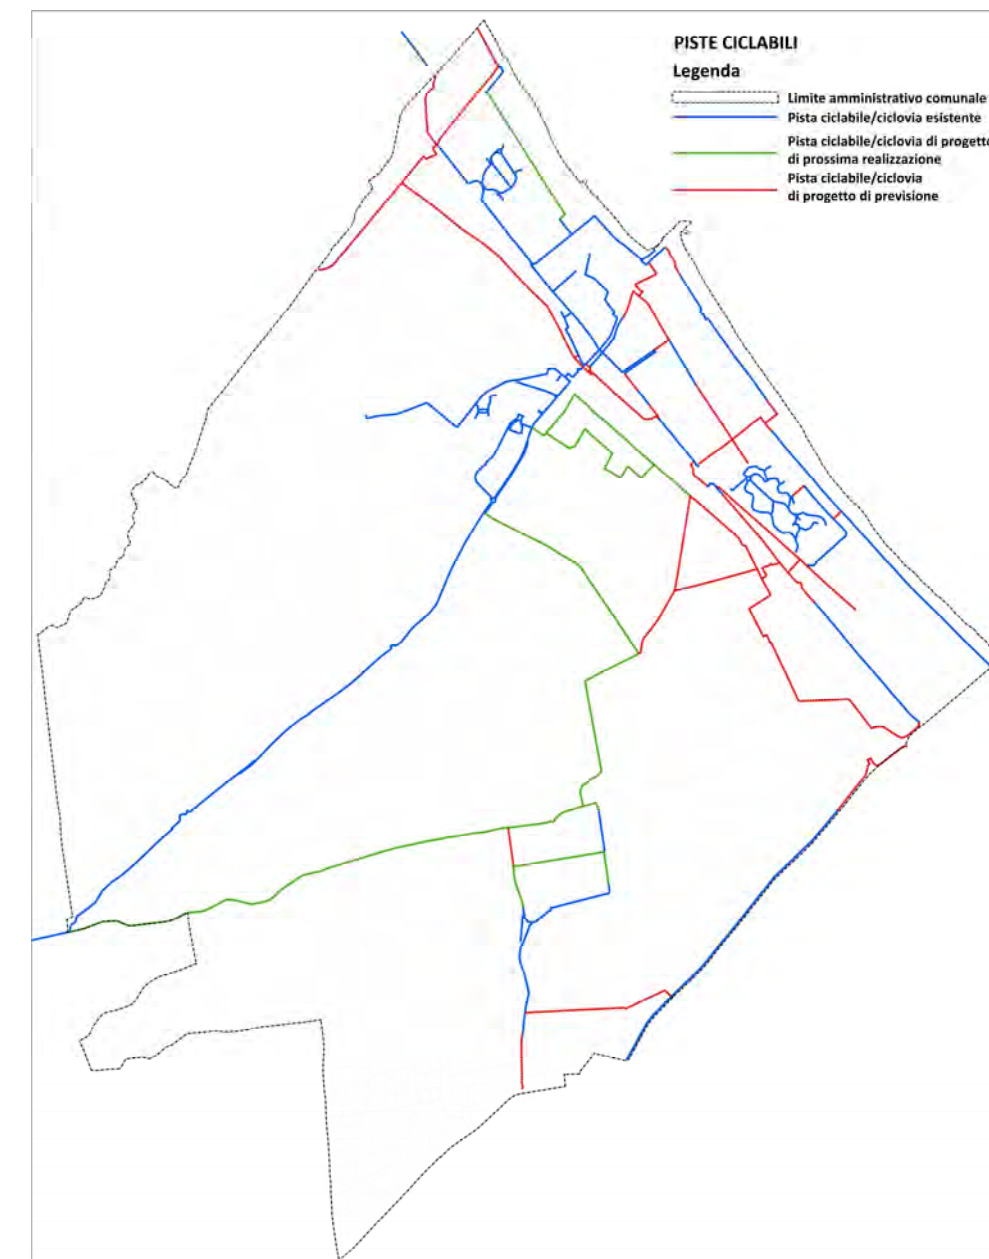 PISTE CICLABILI
Legenda
Limite amministrativo comunale
Pista ciclabile/ciclovia esistente
Pista ciclabile/ciclovia di progetto
di prossima realizzazione
Pista ciclabile/ciclovia
di progetto di previsione